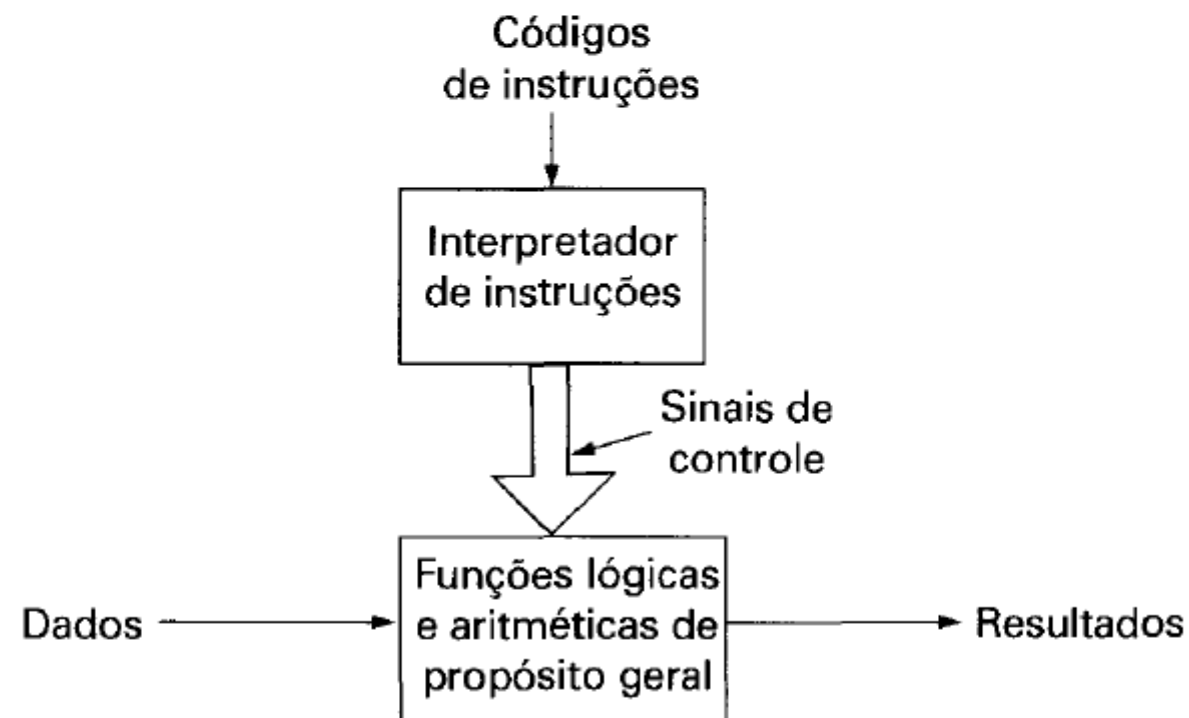 Códigos
de instruções
Interpretador
de instruções
Sinais de
controle
Funções lógicas
e aritméticas de
propósito geral
Dados
Resultados